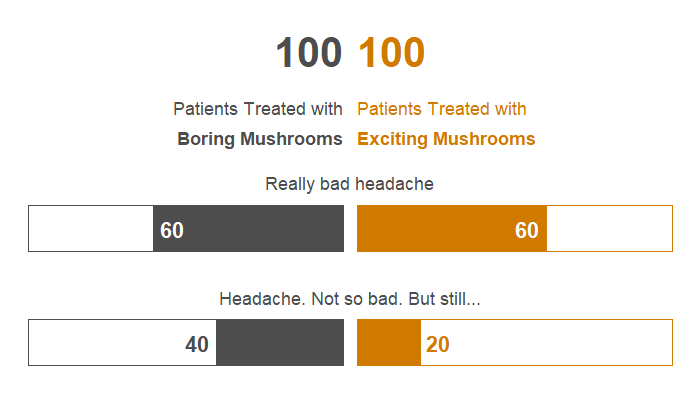 100 100
Patients Treated with Patients Treated with
Boring Mushrooms Exciting Mushrooms
Really bad headache
60 60
Headache. Not so bad. But still...
40 20